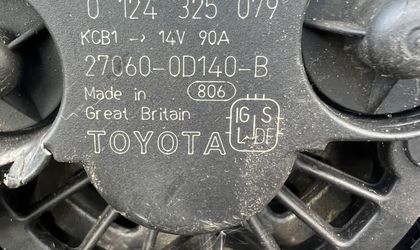 0 124 325 079
KCB1 → 14V 90A
27060-0D140-B
Made in 806
Great Britain
TOYOTA
IG S
L DF